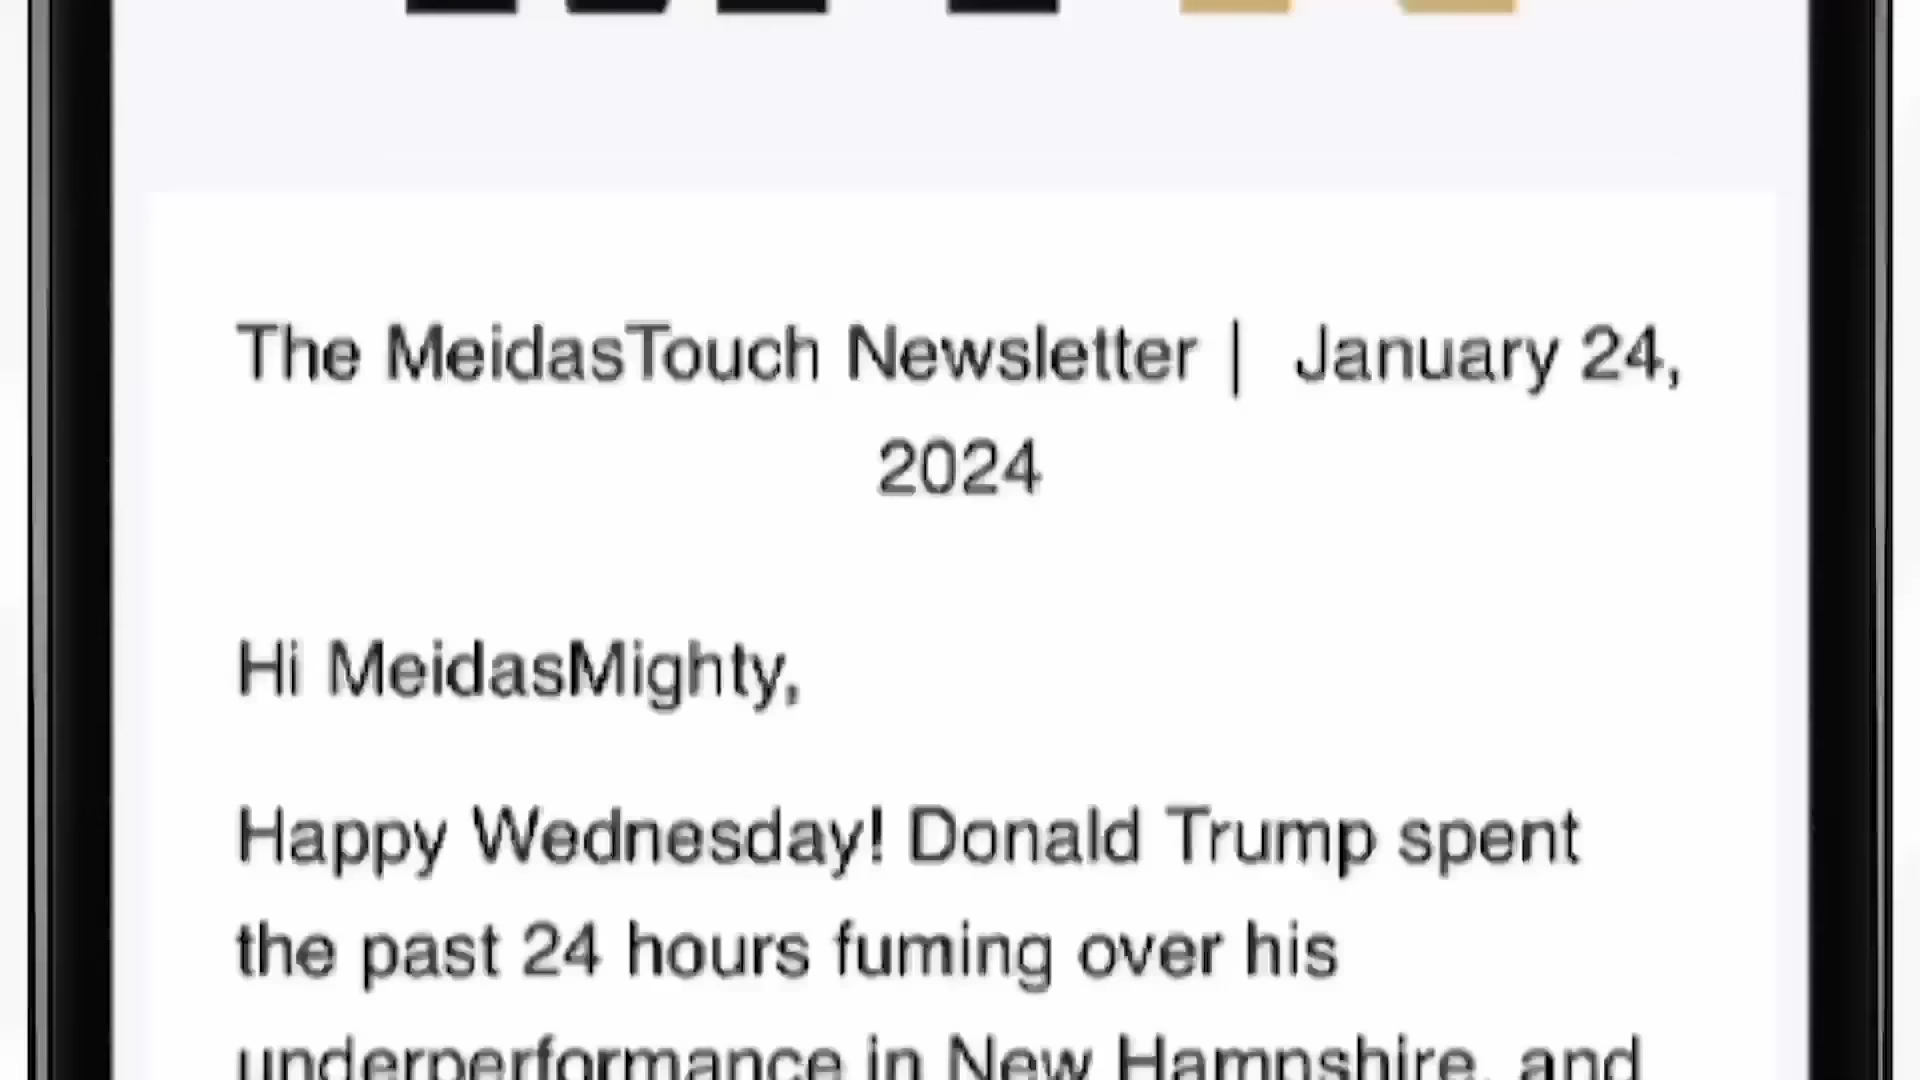 The MeidasTouch Newsletter | January 24,
2024
Hi MeidasMighty,
Happy Wednesday! Donald Trump spent
the past 24 hours fuming over his
underperformance in New Hampshire, and